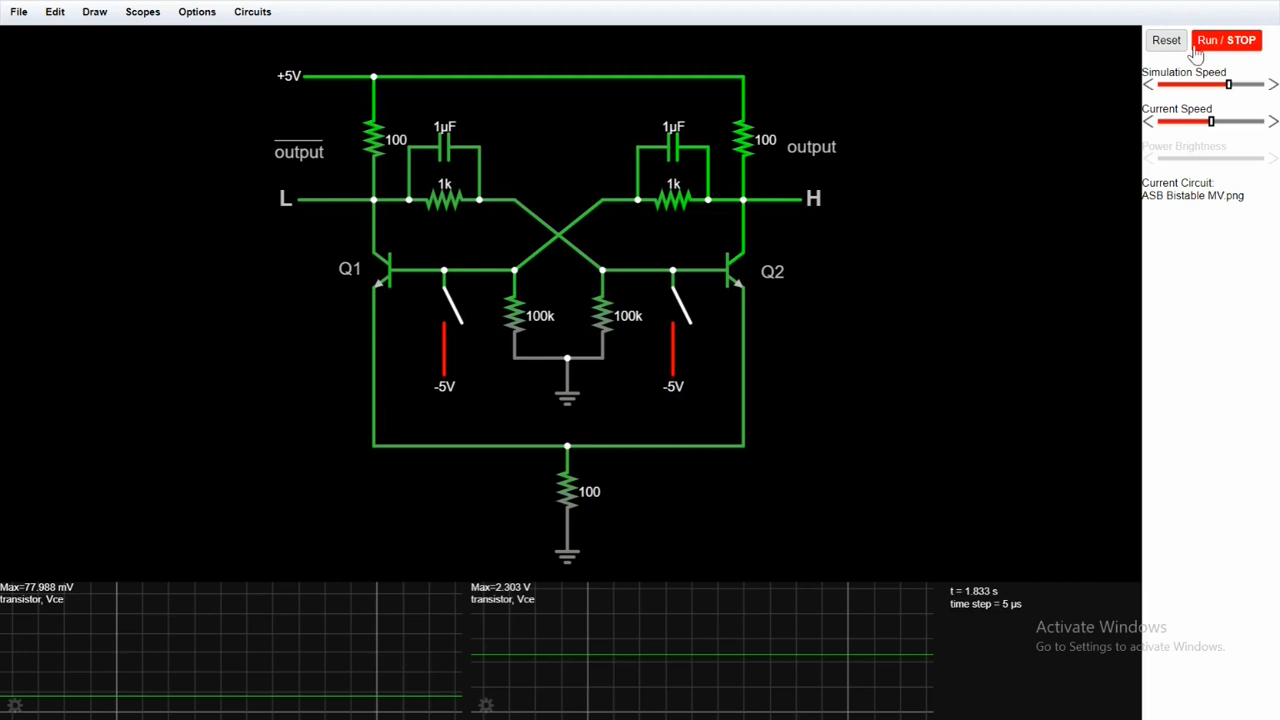 File Edit Draw Scopes Options Circuits
Reset Run / STOP
Simulation Speed
Current Speed
Power Brightness
Current Circuit:
ASB Bistable MV.png
+5V
output
100
1µF
1k
1µF
1k
100
output
L
H
Q1
Q2
100k
100k
-5V
-5V
100
Max=77.988 mV
transistor, Vce
Max=2.303 V
transistor, Vce
t = 1.833 s
time step = 5 µs
Activate Windows
Go to Settings to activate Windows.